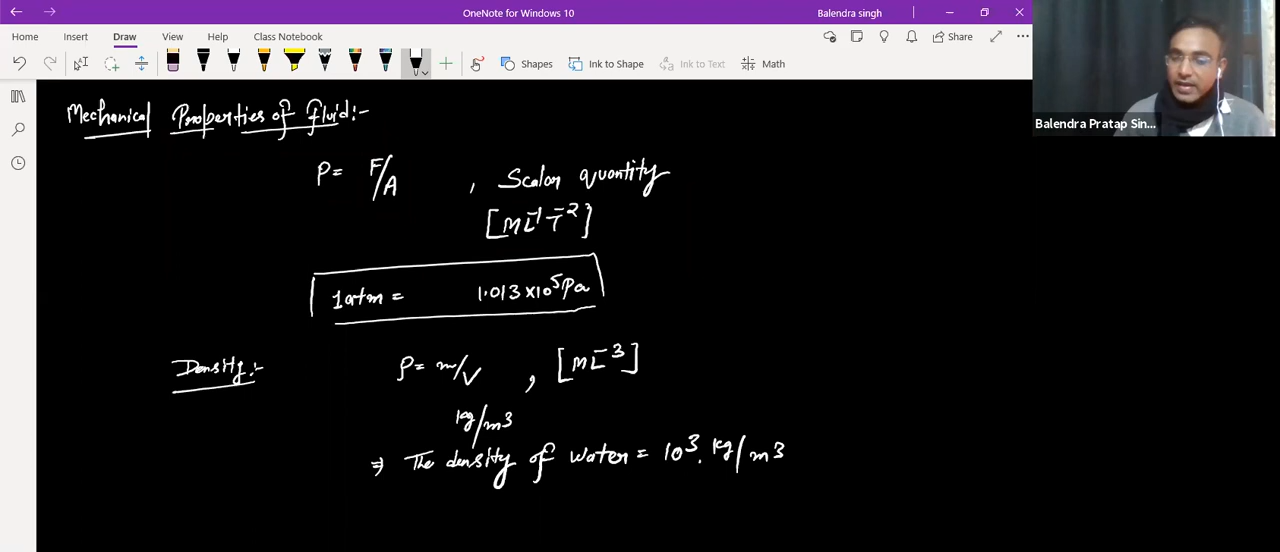 OneNote for Windows 10
Balendra singh
Home Insert Draw View Help Class Notebook Share
Shapes Ink to Shape Ink to Text Math
Balendra Pratap Sin...
Mechanical Properties of fluid:-
P = F/A , Scalar quantity
[ML⁻¹T⁻²]
1 atm = 1.013×10⁵Pa
Density:- ρ = m/V , [ML⁻³]
kg/m3
⇒ The density of water = 10³. kg/m3